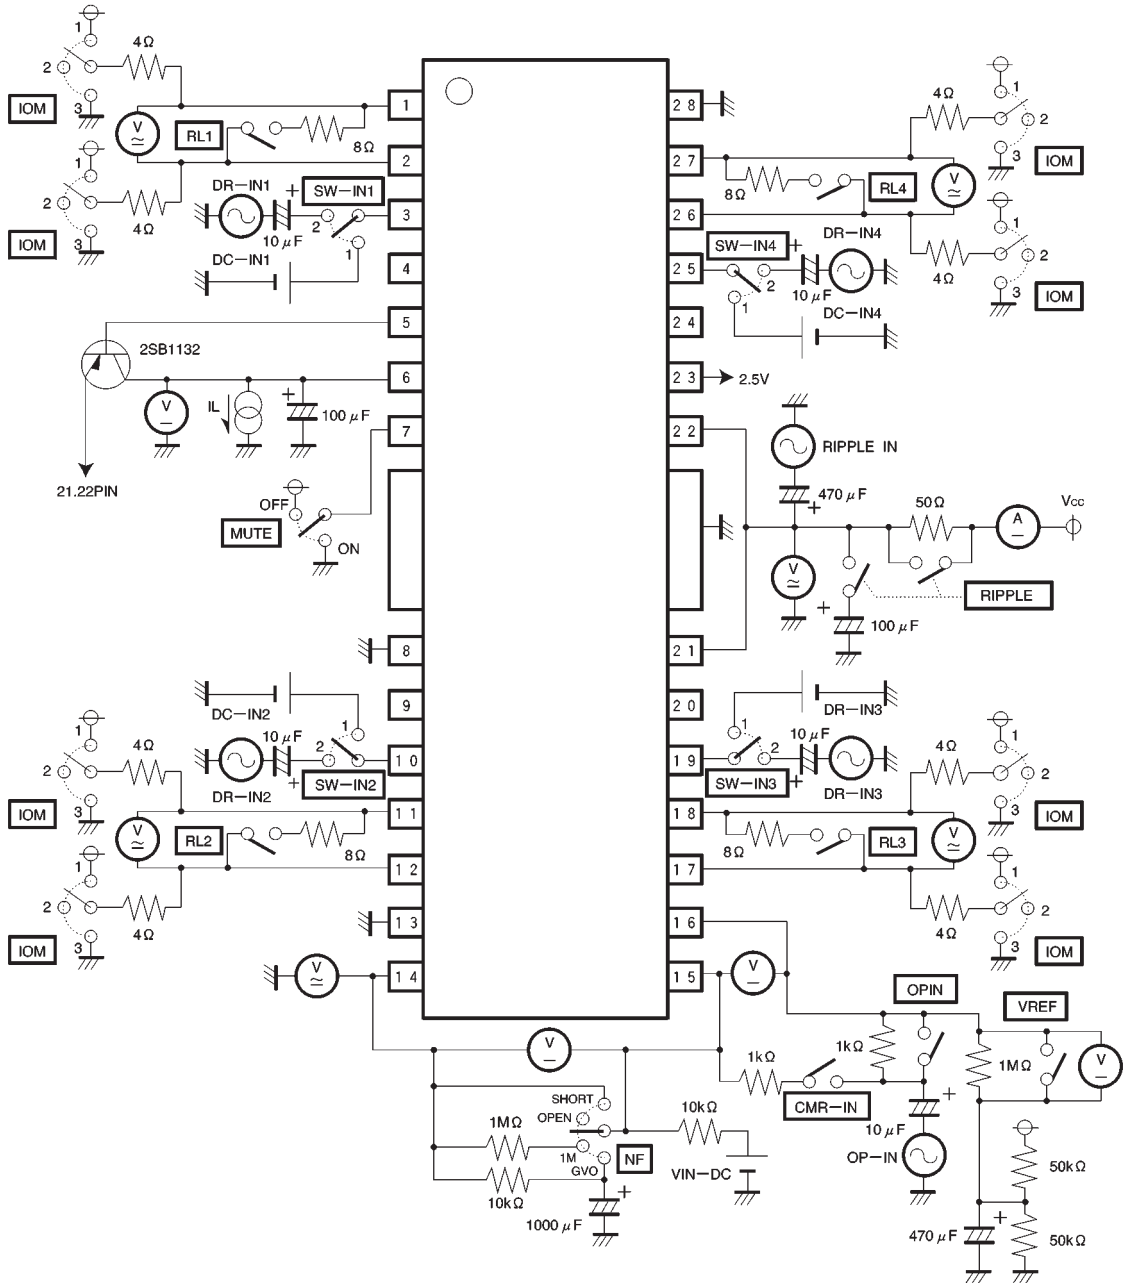 1
4Ω
2
IOM
3
V
RL1
8Ω
1
2
IOM
3
4Ω
DR−IN1
+
SW−IN1
10μF
2
1
DC−IN1
2SB1132
V
IL
+
100μF
21.22PIN
OFF
MUTE
ON
DC−IN2
10μF
2
1
DR−IN2
+
SW−IN2
1
4Ω
2
IOM
3
V
RL2
8Ω
1
2
IOM
3
4Ω
V
1
2
3
4
5
6
7
8
9
10
11
12
13
14
28
27
26
25
24
23
22
21
20
19
18
17
16
15
4Ω
1
2
3
IOM
8Ω
RL4
V
4Ω
1
2
3
IOM
SW−IN4
+
DR−IN4
2
1
10μF
DC−IN4
2.5V
RIPPLE IN
470μF
+
50Ω
A
Vcc
V
RIPPLE
+
100μF
DR−IN3
1
2
10μF
SW−IN3
+
DR−IN3
4Ω
1
2
3
IOM
8Ω
RL3
V
4Ω
1
2
3
IOM
V
OPIN
VREF
1kΩ
1kΩ
CMR−IN
1MΩ
V
+
10μF
OP−IN
50kΩ
+
470μF
50kΩ
V
SHORT
OPEN
1MΩ
1M
GVO
NF
10kΩ
10kΩ
VIN−DC
+
1000μF